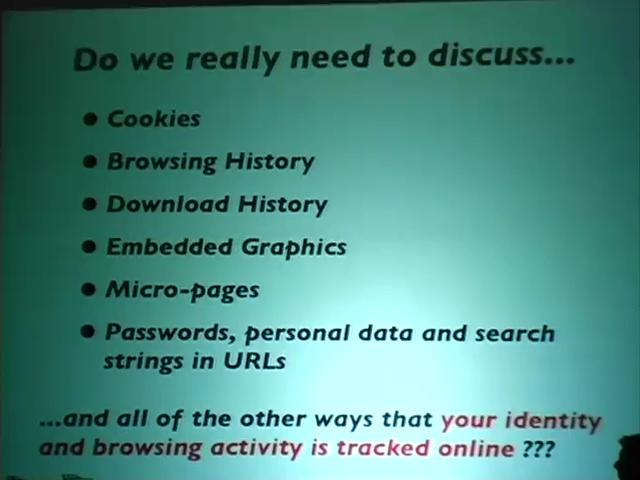 Do we really need to discuss...
• Cookies
• Browsing History
• Download History
• Embedded Graphics
• Micro-pages
• Passwords, personal data and search
strings in URLs
...and all of the other ways that your identity
and browsing activity is tracked online ???